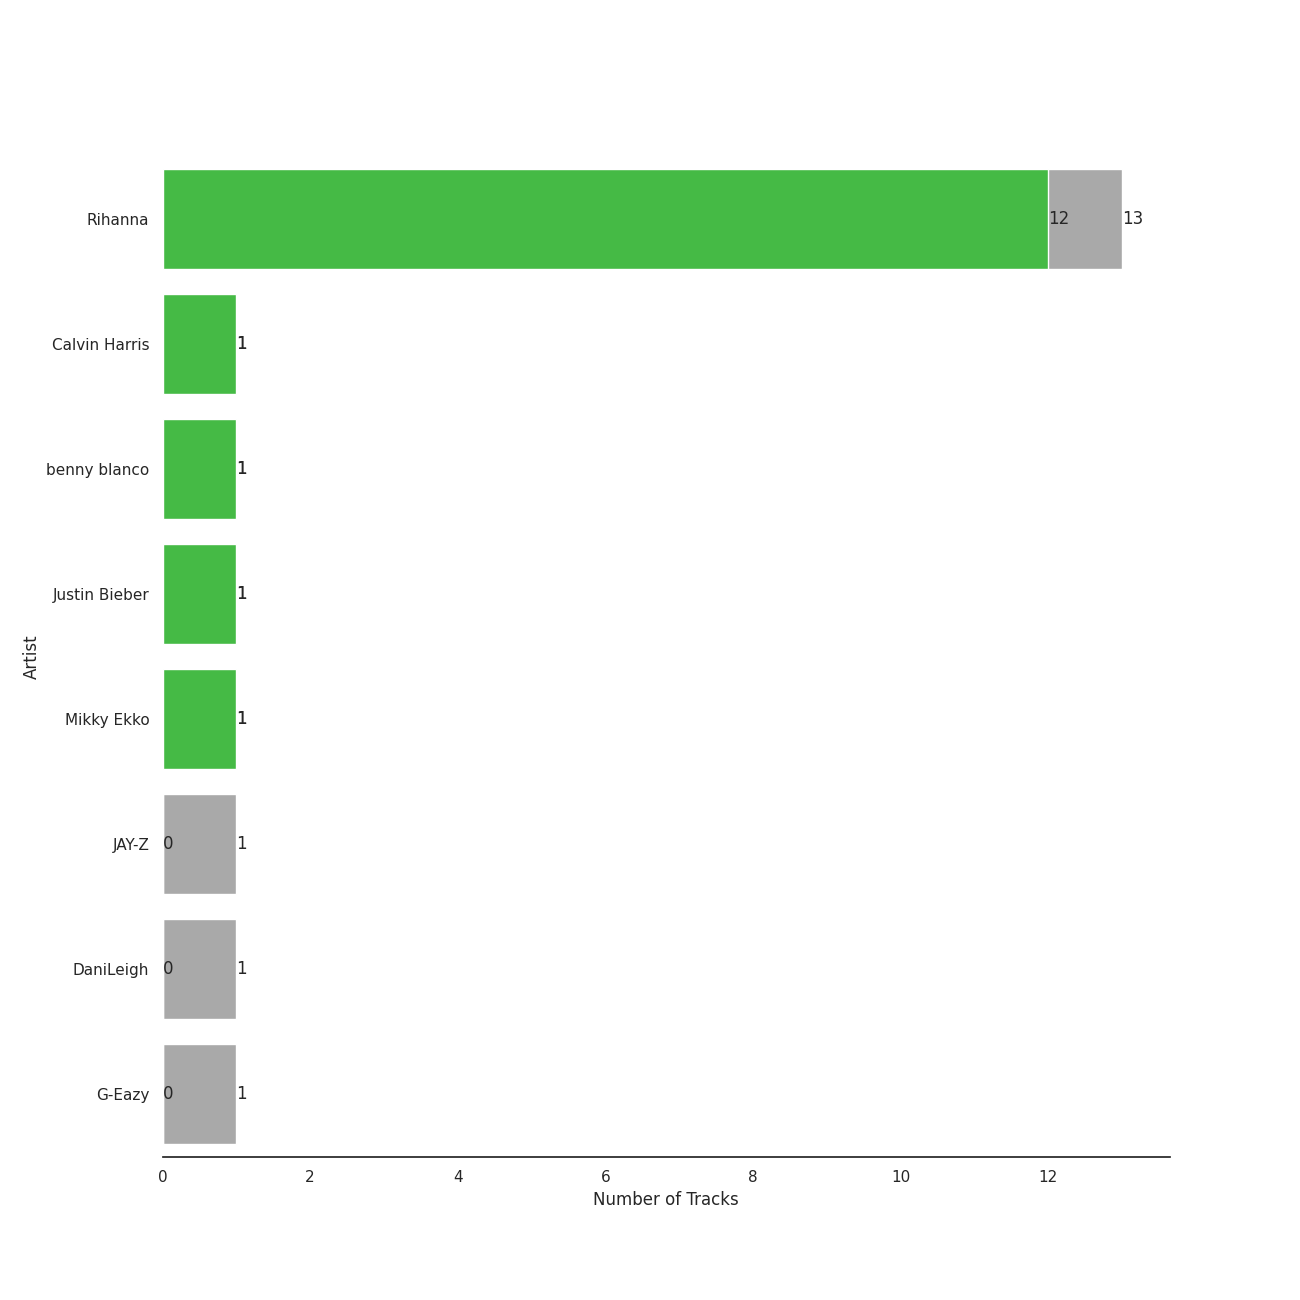 Rihanna 12 13
Calvin Harris 1
benny blanco 1
Justin Bieber 1
Artist
Mikky Ekko 1
JAY-Z 0 1
DaniLeigh 0 1
G-Eazy 0 1
0 2 4 6 8 10 12
Number of Tracks